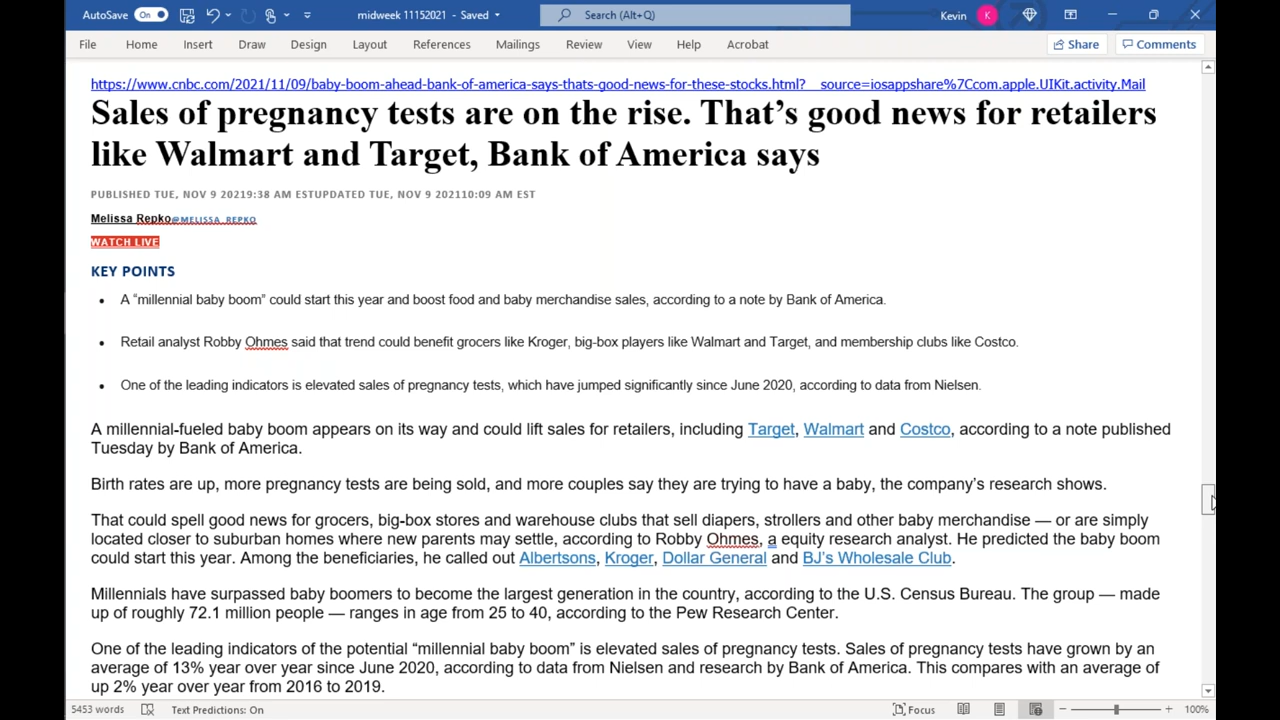 AutoSave On midweek 11152021 - Saved Search (Alt+Q) Kevin K
File Home Insert Draw Design Layout References Mailings Review View Help Acrobat Share Comments
https://www.cnbc.com/2021/11/09/baby-boom-ahead-bank-of-america-says-thats-good-news-for-these-stocks.html?__source=iosappshare%7Ccom.apple.UIKit.activity.Mail
Sales of pregnancy tests are on the rise. That’s good news for retailers
like Walmart and Target, Bank of America says
PUBLISHED TUE, NOV 9 20219:38 AM ESTUPDATED TUE, NOV 9 202110:09 AM EST
Melissa Repko@MELISSA_REPKO
WATCH LIVE
KEY POINTS
• A “millennial baby boom” could start this year and boost food and baby merchandise sales, according to a note by Bank of America.
• Retail analyst Robby Ohmes said that trend could benefit grocers like Kroger, big-box players like Walmart and Target, and membership clubs like Costco.
• One of the leading indicators is elevated sales of pregnancy tests, which have jumped significantly since June 2020, according to data from Nielsen.
A millennial-fueled baby boom appears on its way and could lift sales for retailers, including Target, Walmart and Costco, according to a note published
Tuesday by Bank of America.
Birth rates are up, more pregnancy tests are being sold, and more couples say they are trying to have a baby, the company’s research shows.
That could spell good news for grocers, big-box stores and warehouse clubs that sell diapers, strollers and other baby merchandise — or are simply
located closer to suburban homes where new parents may settle, according to Robby Ohmes, a equity research analyst. He predicted the baby boom
could start this year. Among the beneficiaries, he called out Albertsons, Kroger, Dollar General and BJ’s Wholesale Club.
Millennials have surpassed baby boomers to become the largest generation in the country, according to the U.S. Census Bureau. The group — made
up of roughly 72.1 million people — ranges in age from 25 to 40, according to the Pew Research Center.
One of the leading indicators of the potential “millennial baby boom” is elevated sales of pregnancy tests. Sales of pregnancy tests have grown by an
average of 13% year over year since June 2020, according to data from Nielsen and research by Bank of America. This compares with an average of
up 2% year over year from 2016 to 2019.
5453 words Text Predictions: On Focus 100%